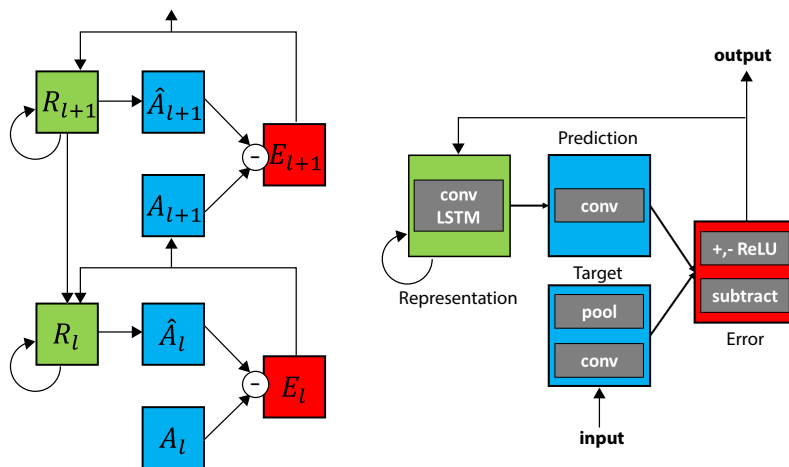 R_{l+1}
Â_{l+1}
-
E_{l+1}
A_{l+1}
R_l
Â_l
-
E_l
A_l
output
Prediction
conv
LSTM
conv
+,- ReLU
subtract
Representation
Target
pool
conv
Error
input